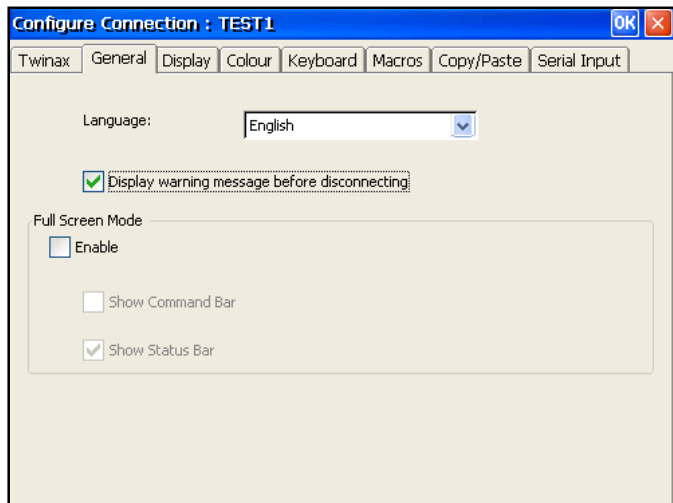 Configure Connection : TEST1 OK
Twinax General Display Colour Keyboard Macros Copy/Paste Serial Input
Language: English
Display warning message before disconnecting
Full Screen Mode
Enable
Show Command Bar
Show Status Bar